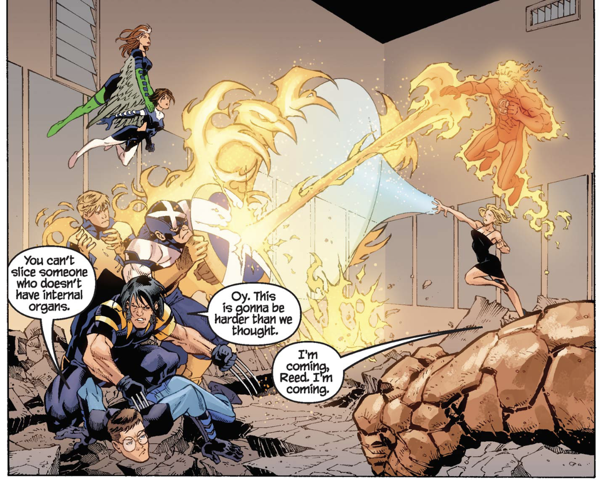 You can't
slice someone
who doesn't
have internal
organs.
Oy. This
is gonna be
harder than we
thought.
I'm
coming,
Reed. I'm
coming.